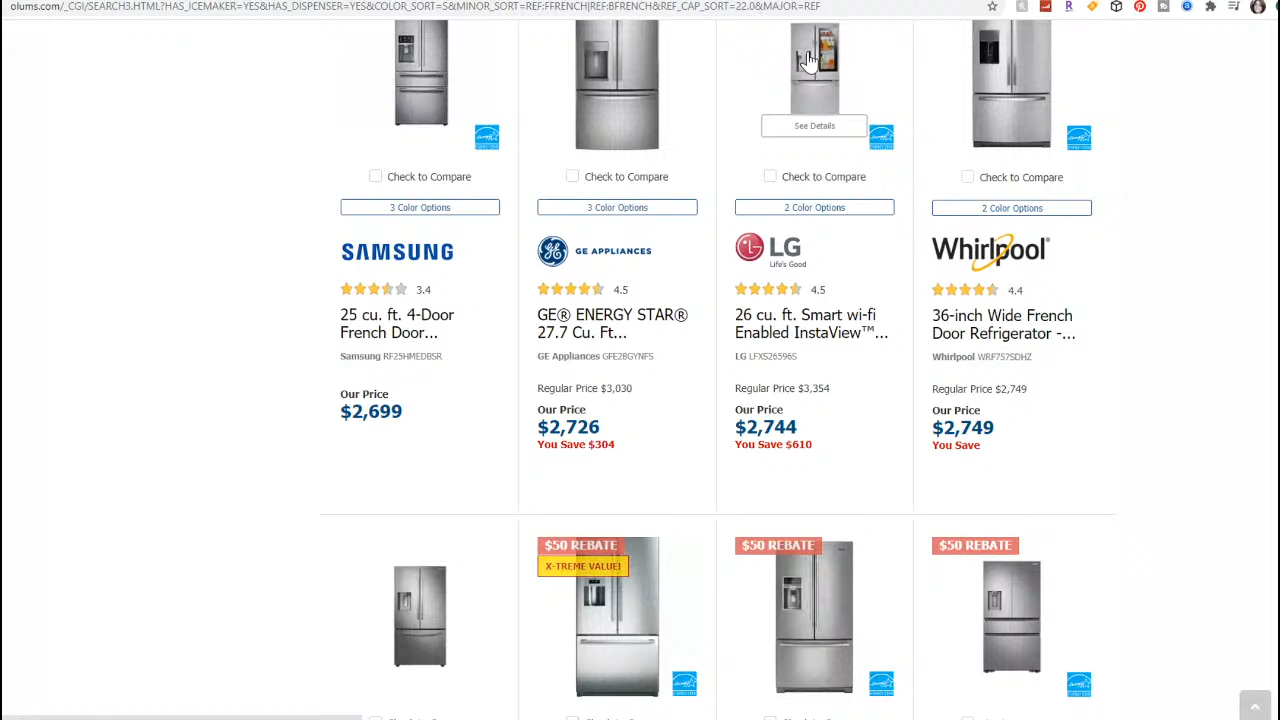 olums.com/_CGI/SEARCH3.HTML?HAS_ICEMAKER=YES&HAS_DISPENSER=YES&COLOR_SORT=S&MINOR_SORT=REF:FFRENCH|REF:BFRENCH&REF_CAP_SORT=22.0&MAJOR=REF
See Details
Check to Compare
Check to Compare
Check to Compare
Check to Compare
3 Color Options
3 Color Options
2 Color Options
2 Color Options
SAMSUNG
3.4
25 cu. ft. 4-Door
French Door...
Samsung RF25HMEDBSR
Our Price
$2,699
GE APPLIANCES
4.5
GE® ENERGY STAR®
27.7 Cu. Ft...
GE Appliances GFE28GYNFS
Regular Price $3,030
Our Price
$2,726
You Save $304
LG
Life's Good
4.5
26 cu. ft. Smart wi-fi
Enabled InstaView™...
LG LFXS26596S
Regular Price $3,354
Our Price
$2,744
You Save $610
Whirlpool
4.4
36-inch Wide French
Door Refrigerator -...
Whirlpool WRF757SDHZ
Regular Price $2,749
Our Price
$2,749
You Save
$50 REBATE
X-TREME VALUE!
$50 REBATE
$50 REBATE